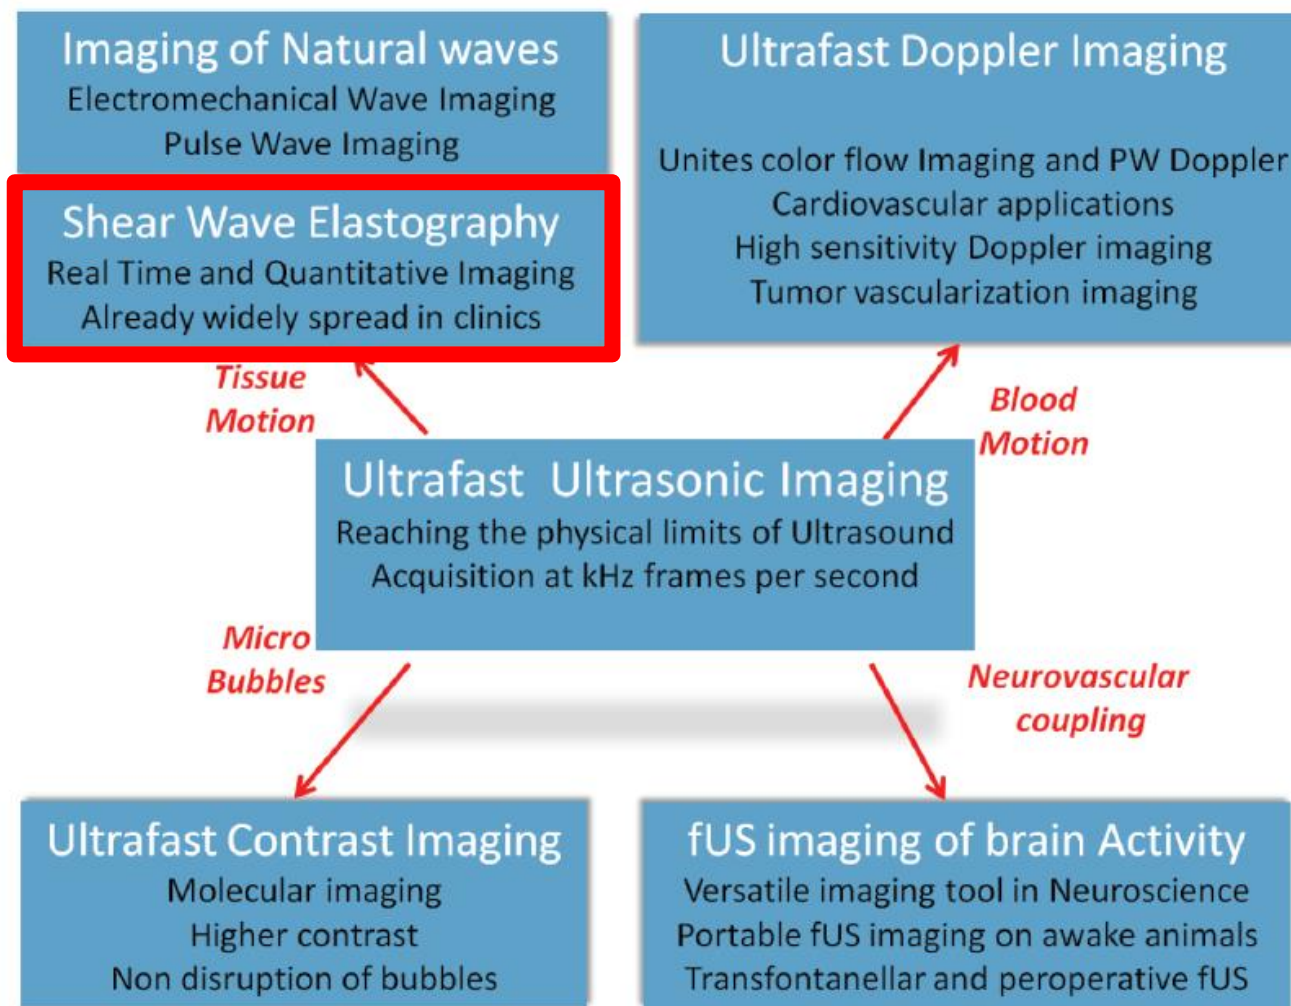 Imaging of Natural waves
Electromechanical Wave Imaging
Pulse Wave Imaging
Shear Wave Elastography
Real Time and Quantitative Imaging
Already widely spread in clinics
Ultrafast Doppler Imaging
Unites color flow Imaging and PW Doppler
Cardiovascular applications
High sensitivity Doppler imaging
Tumor vascularization imaging
Tissue
Motion
Blood
Motion
Ultrafast Ultrasonic Imaging
Reaching the physical limits of Ultrasound
Acquisition at kHz frames per second
Micro
Bubbles
Neurovascular
coupling
Ultrafast Contrast Imaging
Molecular imaging
Higher contrast
Non disruption of bubbles
fUS imaging of brain Activity
Versatile imaging tool in Neuroscience
Portable fUS imaging on awake animals
Transfontanellar and peroperative fUS